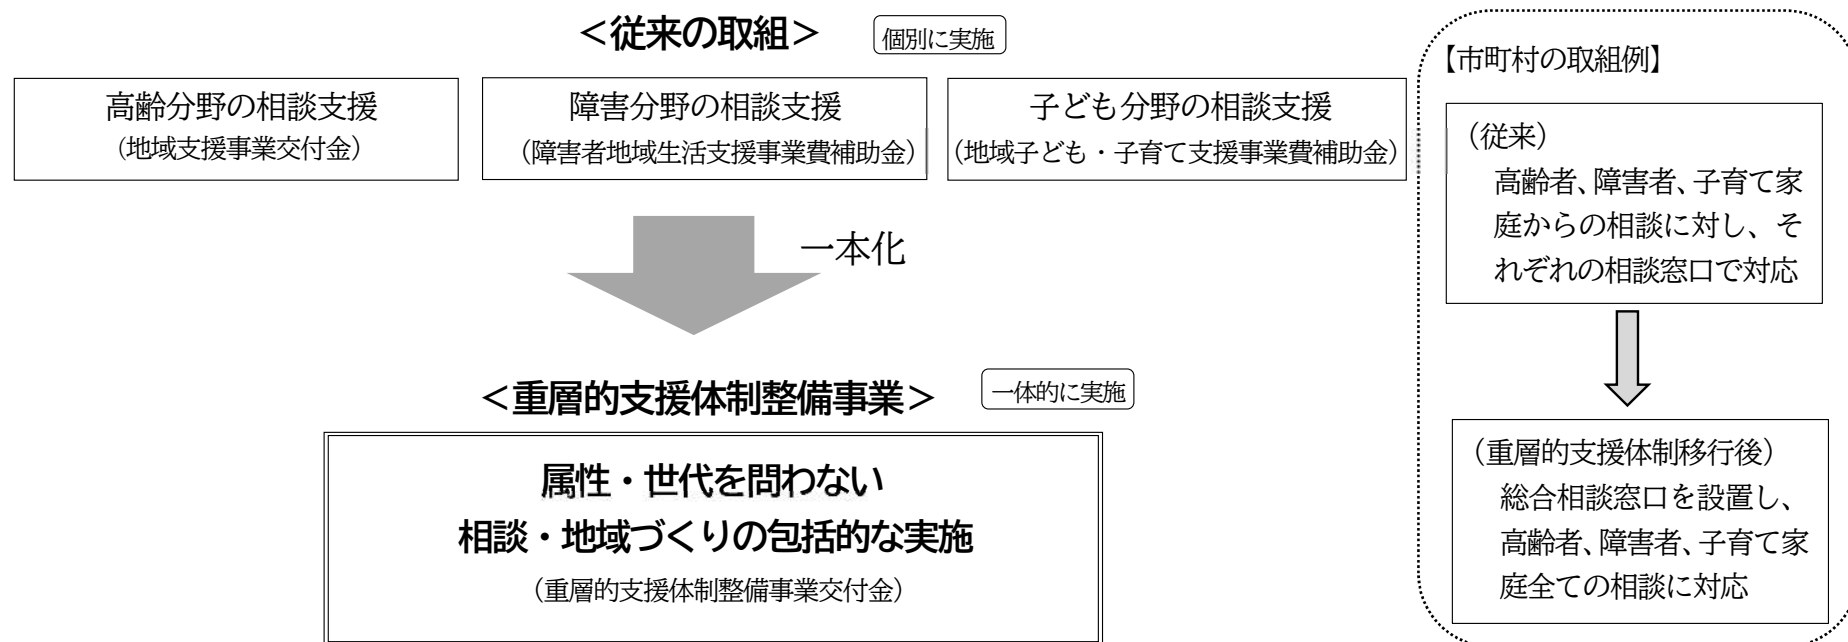 ＜従来の取組＞
個別に実施
高齢分野の相談支援
（地域支援事業交付金）
障害分野の相談支援
（障害者地域生活支援事業費補助金）
子ども分野の相談支援
（地域子ども・子育て支援事業費補助金）
一本化
＜重層的支援体制整備事業＞
一体的に実施
属性・世代を問わない
相談・地域づくりの包括的な実施
（重層的支援体制整備事業交付金）
【市町村の取組例】
（従来）
高齢者、障害者、子育て家
庭からの相談に対し、そ
れぞれの相談窓口で対応
（重層的支援体制移行後）
総合相談窓口を設置し、
高齢者、障害者、子育て家
庭全ての相談に対応